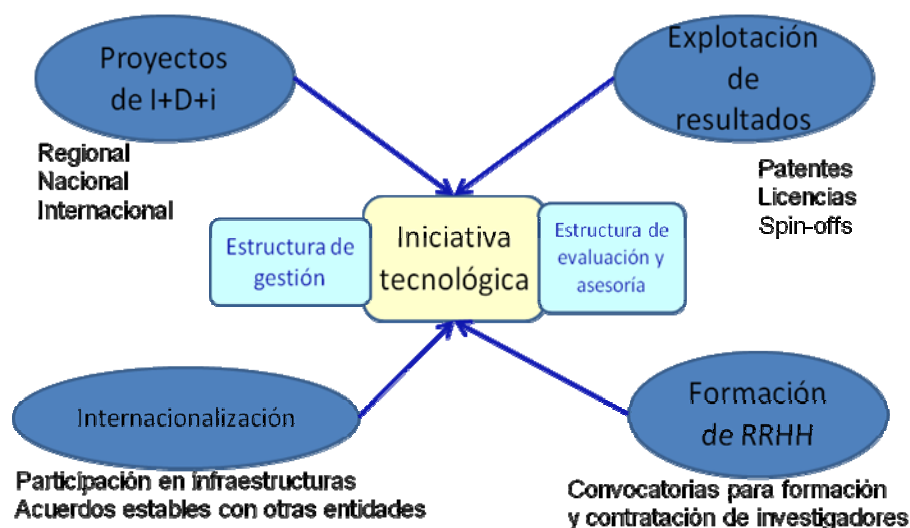 Proyectos
de I+D+i
Explotación
de
resultados
Regional
Nacional
Internacional
Patentes
Licencias
Spin-offs
Estructura de
gestión
Iniciativa
tecnológica
Estructura de
evaluación y
asesoría
Internacionalización
Formación
de RRHH
Participación en infraestructuras
Acuerdos estables con otras entidades
Convocatorias para formación
y contratación de investigadores